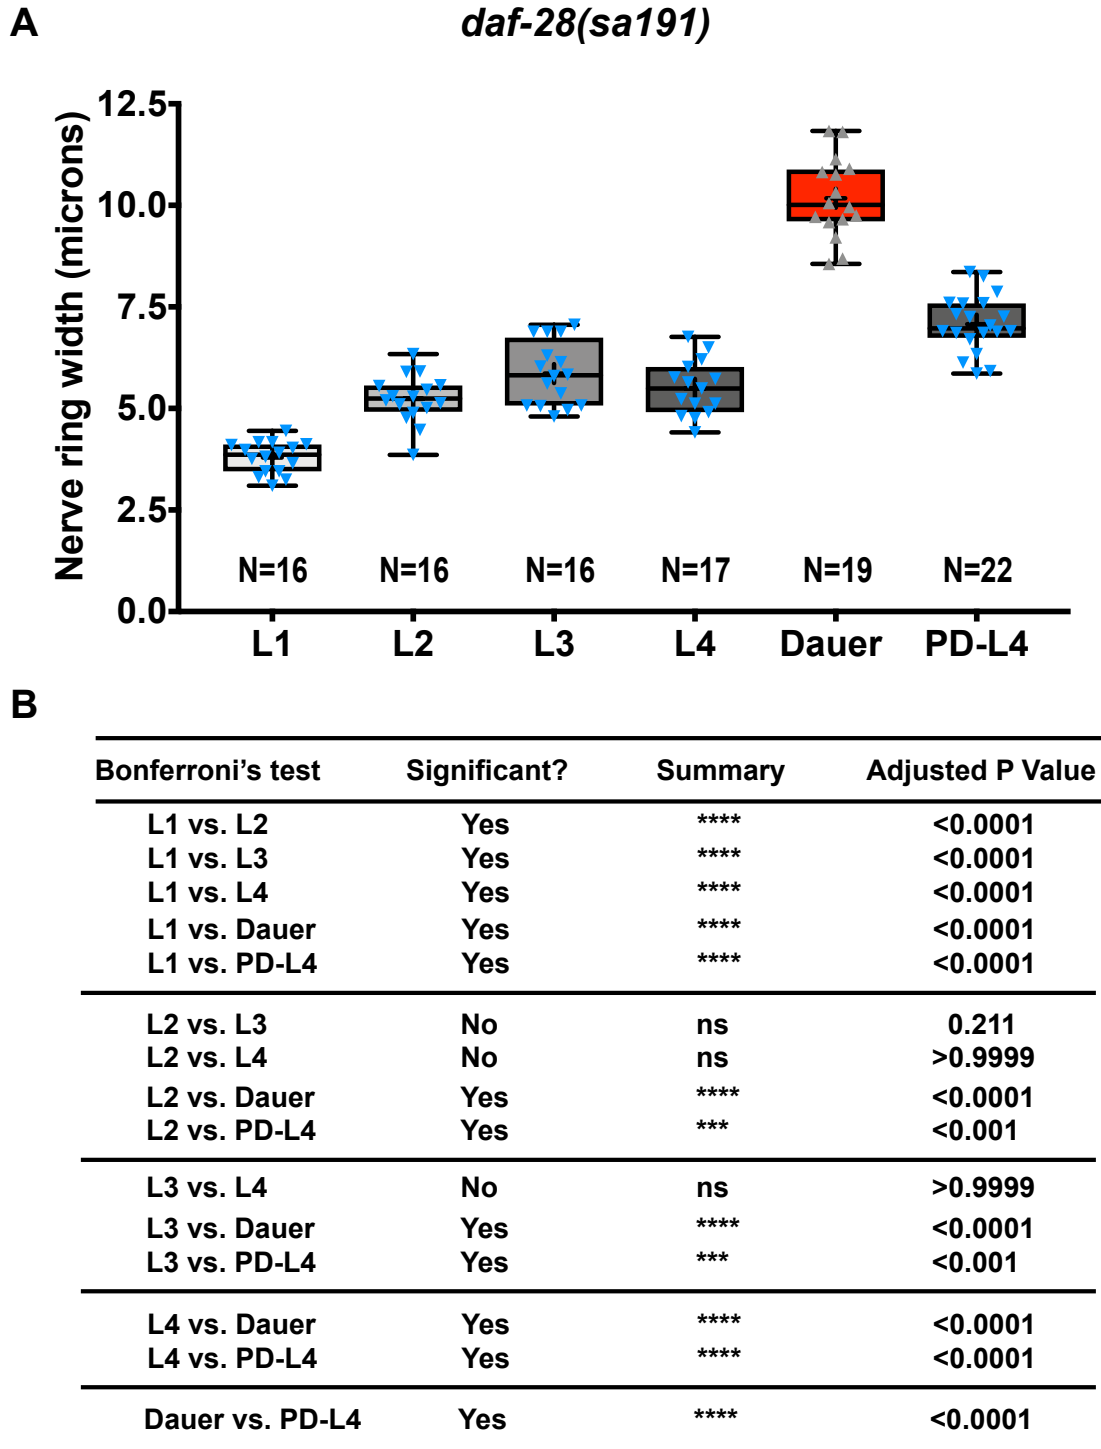 A
daf-28(sa191)
Nerve ring width (microns)
12.5
10.0
7.5
5.0
2.5
0.0
N=16 N=16 N=16 N=17 N=19 N=22
L1 L2 L3 L4 Dauer PD-L4
B
Bonferroni's test Significant? Summary Adjusted P Value
L1 vs. L2 Yes **** <0.0001
L1 vs. L3 Yes **** <0.0001
L1 vs. L4 Yes **** <0.0001
L1 vs. Dauer Yes **** <0.0001
L1 vs. PD-L4 Yes **** <0.0001
L2 vs. L3 No ns 0.211
L2 vs. L4 No ns >0.9999
L2 vs. Dauer Yes **** <0.0001
L2 vs. PD-L4 Yes *** <0.001
L3 vs. L4 No ns >0.9999
L3 vs. Dauer Yes **** <0.0001
L3 vs. PD-L4 Yes *** <0.001
L4 vs. Dauer Yes **** <0.0001
L4 vs. PD-L4 Yes **** <0.0001
Dauer vs. PD-L4 Yes **** <0.0001